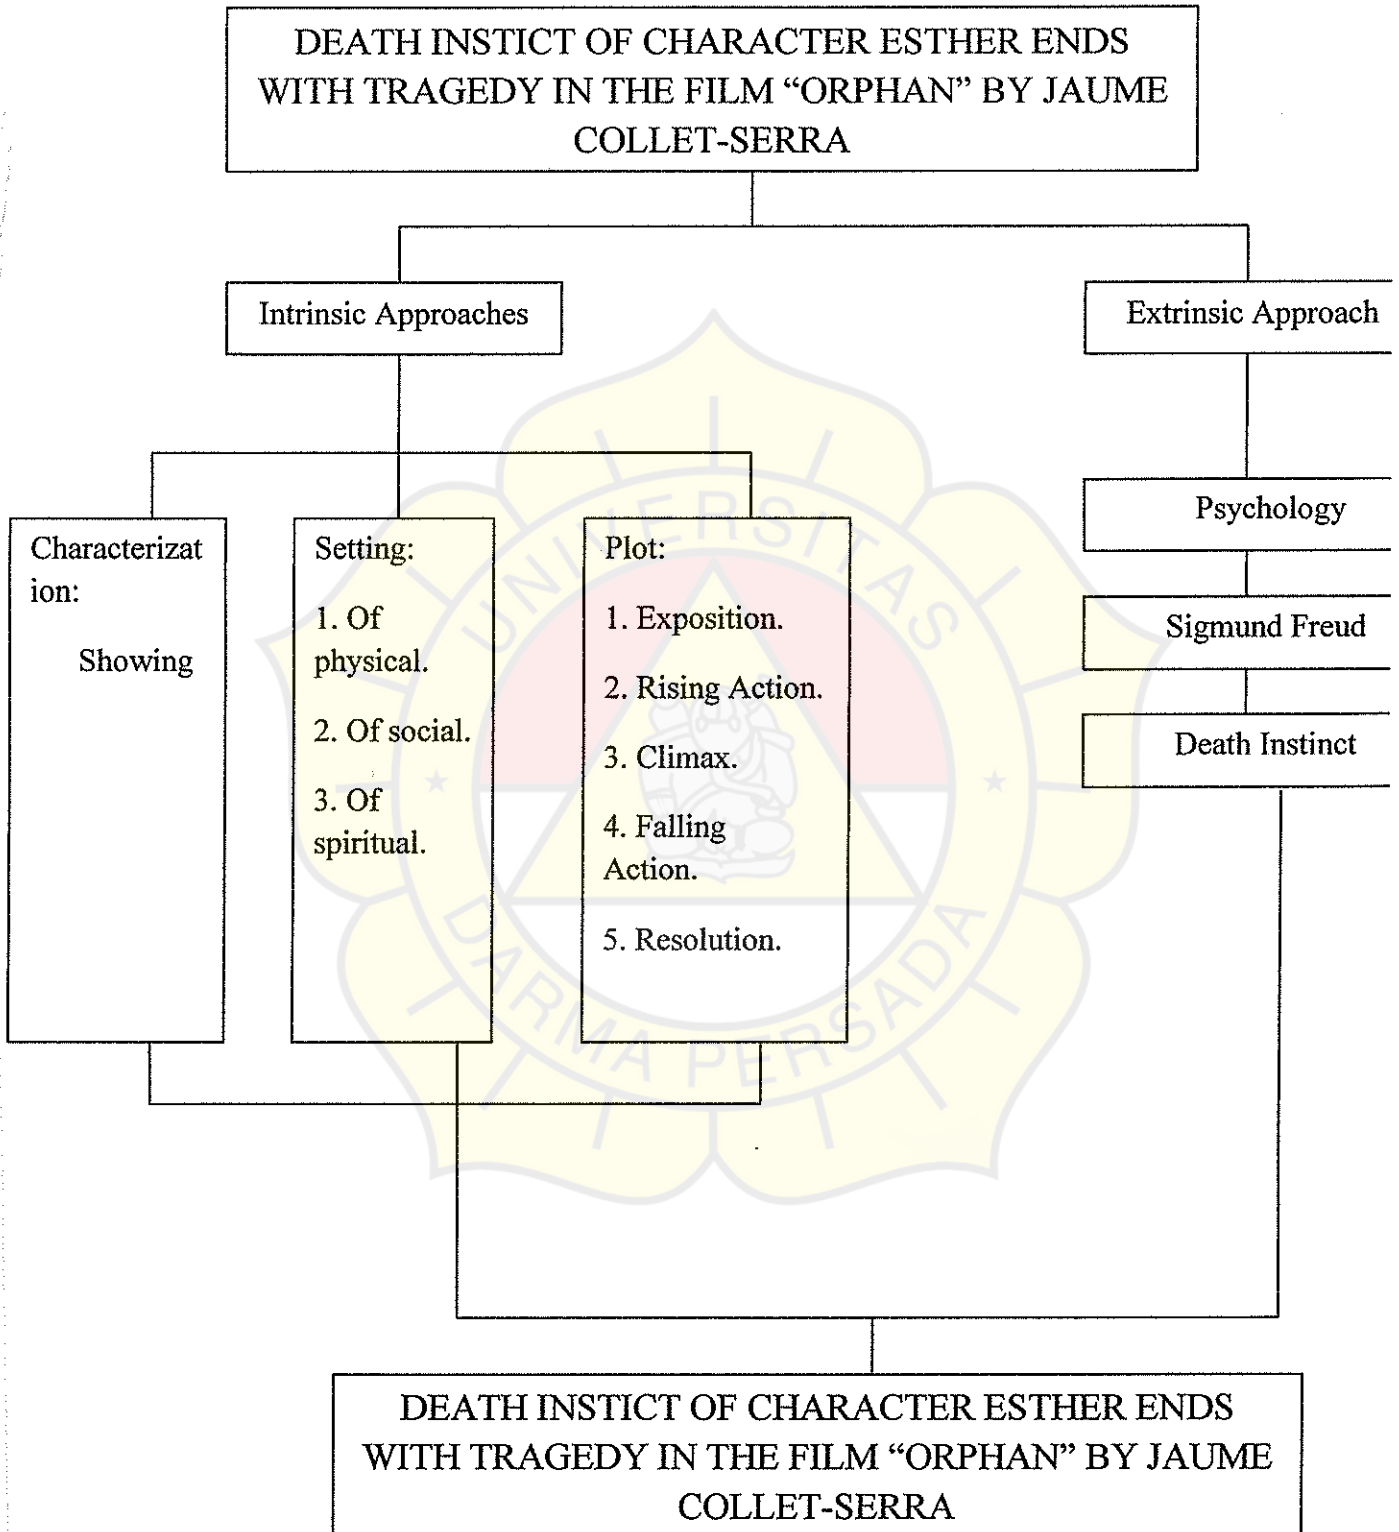 DEATH INSTICT OF CHARACTER ESTHER ENDS
WITH TRAGEDY IN THE FILM “ORPHAN” BY JAUME
COLLET-SERRA
Intrinsic Approaches
Extrinsic Approach
Characterizat
ion:
Showing
Setting:
1. Of
physical.
2. Of social.
3. Of
spiritual.
Plot:
1. Exposition.
2. Rising Action.
3. Climax.
4. Falling
Action.
5. Resolution.
Psychology
Sigmund Freud
Death Instinct
UNIVERSITAS
DARMA PERSADA
DEATH INSTICT OF CHARACTER ESTHER ENDS
WITH TRAGEDY IN THE FILM “ORPHAN” BY JAUME
COLLET-SERRA